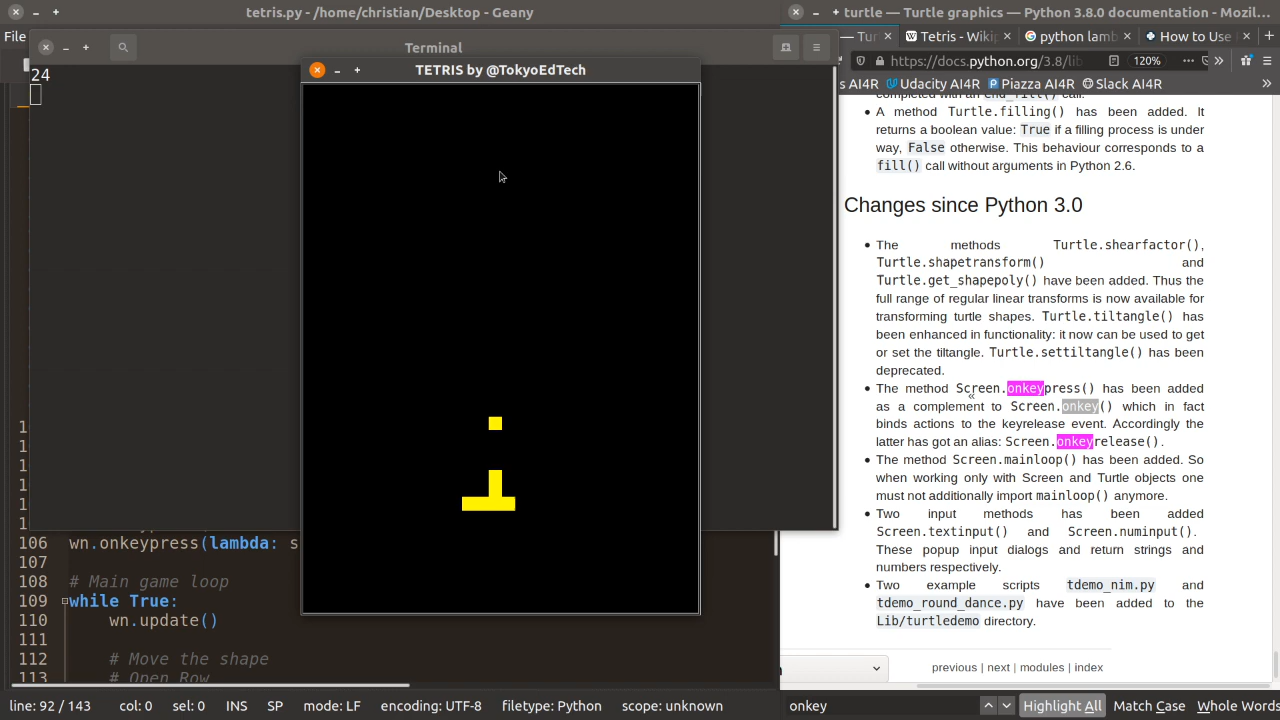 tetris.py - /home/christian/Desktop - Geany
File
Terminal
24
TETRIS by @TokyoEdTech
106 wn.onkeypress(lambda: s
107
108 # Main game loop
109 while True:
110 wn.update()
111
112 # Move the shape
113 # Open Row
line: 92 / 143 col: 0 sel: 0 INS SP mode: LF encoding: UTF-8 filetype: Python scope: unknown
turtle — Turtle graphics — Python 3.8.0 documentation - Mozil...
— Tur Tetris - Wikip python lamb How to Use
https://docs.python.org/3.8/lib 120%
s AI4R Udacity AI4R Piazza AI4R Slack AI4R
completed with an end_fill() call.
A method Turtle.filling() has been added. It
returns a boolean value: True if a filling process is under
way, False otherwise. This behaviour corresponds to a
fill() call without arguments in Python 2.6.
Changes since Python 3.0
The methods Turtle.shearfactor(),
Turtle.shapetransform() and
Turtle.get_shapepoly() have been added. Thus the
full range of regular linear transforms is now available for
transforming turtle shapes. Turtle.tiltangle() has
been enhanced in functionality: it now can be used to get
or set the tiltangle. Turtle.settiltangle() has been
deprecated.
The method Screen.onkeypress() has been added
as a complement to Screen.onkey() which in fact
binds actions to the keyrelease event. Accordingly the
latter has got an alias: Screen.onkeyrelease().
The method Screen.mainloop() has been added. So
when working only with Screen and Turtle objects one
must not additionally import mainloop() anymore.
Two input methods has been added
Screen.textinput() and Screen.numinput().
These popup input dialogs and return strings and
numbers respectively.
Two example scripts tdemo_nim.py and
tdemo_round_dance.py have been added to the
Lib/turtledemo directory.
previous | next | modules | index
onkey Highlight All Match Case Whole Words